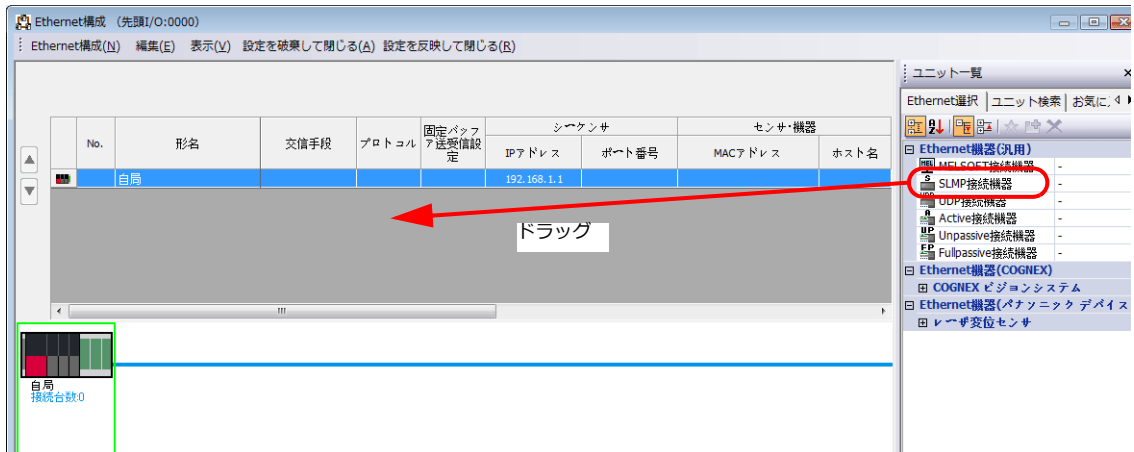 Ethernet構成 （先頭I/O:0000）
Ethernet構成(N) 編集(E) 表示(V) 設定を破棄して閉じる(A) 設定を反映して閉じる(R)
ユニット一覧
Ethernet選択 ユニット検索 お気に
No. 形名 交信手段 プロトコル 固定バッファ送受信設定 シーケンサ センサ・機器
IPアドレス ポート番号 MACアドレス ホスト名
自局 192.168.1.1
ドラッグ
Ethernet機器(汎用)
MELSOFT接続機器 -
SLMP接続機器 -
UDP接続機器 -
Active接続機器 -
Unpassive接続機器 -
Fullpassive接続機器 -
Ethernet機器(COGNEX)
COGNEX ビジョンシステム
Ethernet機器(パナソニック デバイス
レーザ変位センサ
自局
接続台数:0